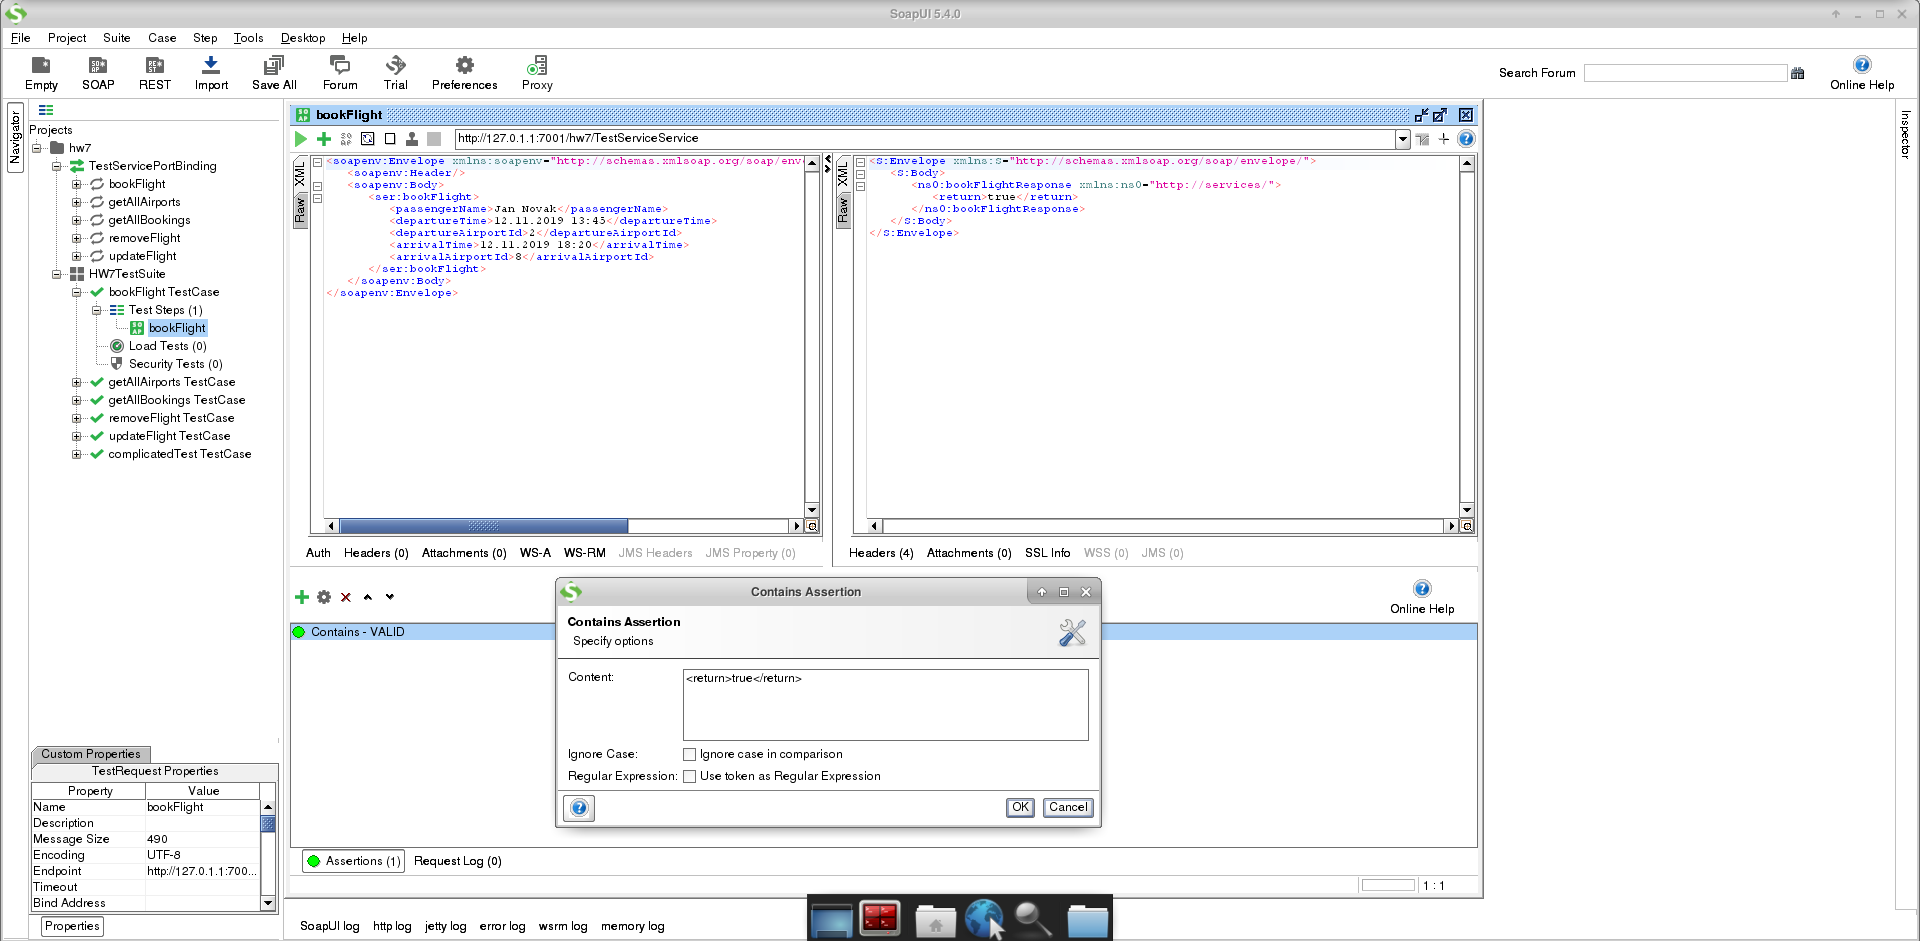 SoapUI 5.4.0
File Project Suite Case Step Tools Desktop Help
Empty SOAP REST Import Save All Forum Trial Preferences Proxy
Search Forum
Online Help
Navigator
Projects
hw7
TestServicePortBinding
bookFlight
getAllAirports
getAllBookings
removeFlight
updateFlight
HW7TestSuite
bookFlight TestCase
Test Steps (1)
bookFlight
Load Tests (0)
Security Tests (0)
getAllAirports TestCase
getAllBookings TestCase
removeFlight TestCase
updateFlight TestCase
complicatedTest TestCase
Custom Properties
TestRequest Properties
Property Value
Name bookFlight
Description
Message Size 490
Encoding UTF-8
Endpoint http://127.0.1.1:700...
Timeout
Bind Address
Properties
bookFlight
http://127.0.1.1:7001/hw7/TestServiceService
XML
Raw
<soapenv:Envelope xmlns:soapenv="http://schemas.xmlsoap.org/soap/env
<soapenv:Header/>
<soapenv:Body>
<ser:bookFlight>
<passengerName>Jan Novak</passengerName>
<departureTime>12.11.2019 13:45</departureTime>
<departureAirportId>2</departureAirportId>
<arrivalTime>12.11.2019 18:20</arrivalTime>
<arrivalAirportId>8</arrivalAirportId>
</ser:bookFlight>
</soapenv:Body>
</soapenv:Envelope>
XML
Raw
<S:Envelope xmlns:S="http://schemas.xmlsoap.org/soap/envelope/">
<S:Body>
<ns0:bookFlightResponse xmlns:ns0="http://services/">
<return>true</return>
</ns0:bookFlightResponse>
</S:Body>
</S:Envelope>
Auth Headers (0) Attachments (0) WS-A WS-RM JMS Headers JMS Property (0)
Headers (4) Attachments (0) SSL Info WSS (0) JMS (0)
Online Help
Contains - VALID
Contains Assertion
Contains Assertion
Specify options
Content: <return>true</return>
Ignore Case: Ignore case in comparison
Regular Expression: Use token as Regular Expression
OK Cancel
Assertions (1) Request Log (0)
1 : 1
SoapUI log http log jetty log error log wsrm log memory log
Inspector